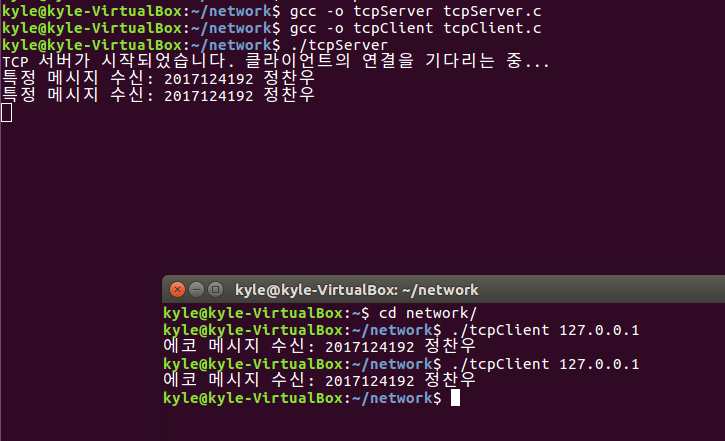 kyle@kyle-VirtualBox:~/network$ gcc -o tcpServer tcpServer.c
kyle@kyle-VirtualBox:~/network$ gcc -o tcpClient tcpClient.c
kyle@kyle-VirtualBox:~/network$ ./tcpServer
TCP 서버가 시작되었습니다. 클라이언트의 연결을 기다리는 중...
특정 메시지 수신: 2017124192 정찬우
특정 메시지 수신: 2017124192 정찬우
kyle@kyle-VirtualBox: ~/network
kyle@kyle-VirtualBox:~$ cd network/
kyle@kyle-VirtualBox:~/network$ ./tcpClient 127.0.0.1
에코 메시지 수신: 2017124192 정찬우
kyle@kyle-VirtualBox:~/network$ ./tcpClient 127.0.0.1
에코 메시지 수신: 2017124192 정찬우
kyle@kyle-VirtualBox:~/network$